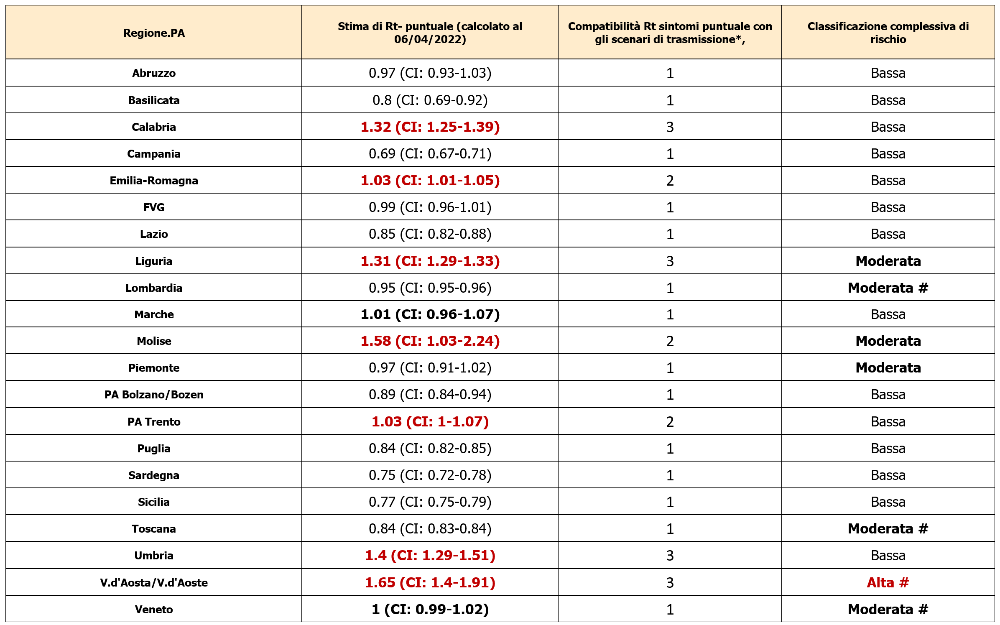 Regione.PA
Stima di Rt- puntuale (calcolato al
06/04/2022)
Compatibilità Rt sintomi puntuale con
gli scenari di trasmissione*,
Classificazione complessiva di
rischio
Abruzzo 0.97 (CI: 0.93-1.03) 1 Bassa
Basilicata 0.8 (CI: 0.69-0.92) 1 Bassa
Calabria 1.32 (CI: 1.25-1.39) 3 Bassa
Campania 0.69 (CI: 0.67-0.71) 1 Bassa
Emilia-Romagna 1.03 (CI: 1.01-1.05) 2 Bassa
FVG 0.99 (CI: 0.96-1.01) 1 Bassa
Lazio 0.85 (CI: 0.82-0.88) 1 Bassa
Liguria 1.31 (CI: 1.29-1.33) 3 Moderata
Lombardia 0.95 (CI: 0.95-0.96) 1 Moderata #
Marche 1.01 (CI: 0.96-1.07) 1 Bassa
Molise 1.58 (CI: 1.03-2.24) 2 Moderata
Piemonte 0.97 (CI: 0.91-1.02) 1 Moderata
PA Bolzano/Bozen 0.89 (CI: 0.84-0.94) 1 Bassa
PA Trento 1.03 (CI: 1-1.07) 2 Bassa
Puglia 0.84 (CI: 0.82-0.85) 1 Bassa
Sardegna 0.75 (CI: 0.72-0.78) 1 Bassa
Sicilia 0.77 (CI: 0.75-0.79) 1 Bassa
Toscana 0.84 (CI: 0.83-0.84) 1 Moderata #
Umbria 1.4 (CI: 1.29-1.51) 3 Bassa
V.d'Aosta/V.d'Aoste 1.65 (CI: 1.4-1.91) 3 Alta #
Veneto 1 (CI: 0.99-1.02) 1 Moderata #